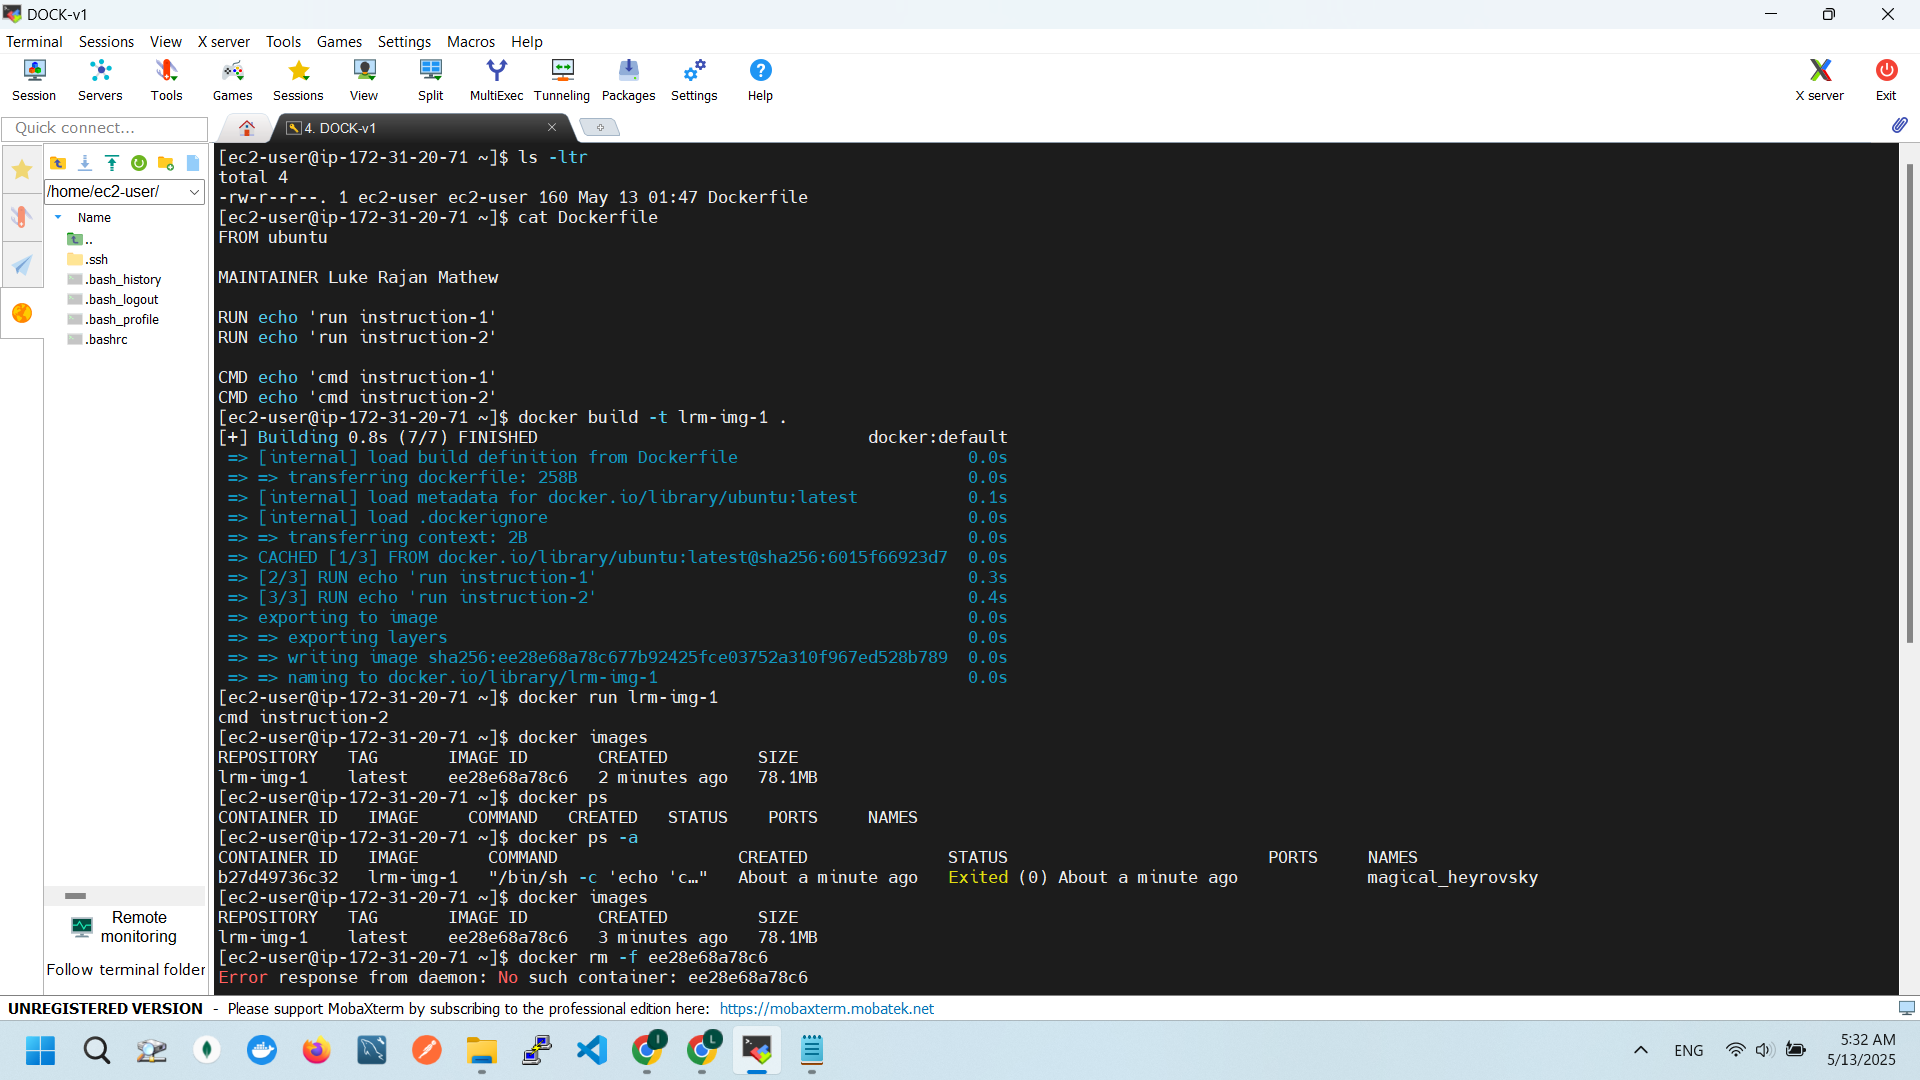 DOCK-v1
Terminal Sessions View X server Tools Games Settings Macros Help
Session Servers Tools Games Sessions View Split MultiExec Tunneling Packages Settings Help X server Exit
Quick connect...
4. DOCK-v1
/home/ec2-user/
Name
..
.ssh
.bash_history
.bash_logout
.bash_profile
.bashrc
Remote
monitoring
Follow terminal folder
[ec2-user@ip-172-31-20-71 ~]$ ls -ltr
total 4
-rw-r--r--. 1 ec2-user ec2-user 160 May 13 01:47 Dockerfile
[ec2-user@ip-172-31-20-71 ~]$ cat Dockerfile
FROM ubuntu
MAINTAINER Luke Rajan Mathew
RUN echo 'run instruction-1'
RUN echo 'run instruction-2'
CMD echo 'cmd instruction-1'
CMD echo 'cmd instruction-2'
[ec2-user@ip-172-31-20-71 ~]$ docker build -t lrm-img-1 .
[+] Building 0.8s (7/7) FINISHED docker:default
=> [internal] load build definition from Dockerfile 0.0s
=> => transferring dockerfile: 258B 0.0s
=> [internal] load metadata for docker.io/library/ubuntu:latest 0.1s
=> [internal] load .dockerignore 0.0s
=> => transferring context: 2B 0.0s
=> CACHED [1/3] FROM docker.io/library/ubuntu:latest@sha256:6015f66923d7 0.0s
=> [2/3] RUN echo 'run instruction-1' 0.3s
=> [3/3] RUN echo 'run instruction-2' 0.4s
=> exporting to image 0.0s
=> => exporting layers 0.0s
=> => writing image sha256:ee28e68a78c677b92425fce03752a310f967ed528b789 0.0s
=> => naming to docker.io/library/lrm-img-1 0.0s
[ec2-user@ip-172-31-20-71 ~]$ docker run lrm-img-1
cmd instruction-2
[ec2-user@ip-172-31-20-71 ~]$ docker images
REPOSITORY TAG IMAGE ID CREATED SIZE
lrm-img-1 latest ee28e68a78c6 2 minutes ago 78.1MB
[ec2-user@ip-172-31-20-71 ~]$ docker ps
CONTAINER ID IMAGE COMMAND CREATED STATUS PORTS NAMES
[ec2-user@ip-172-31-20-71 ~]$ docker ps -a
CONTAINER ID IMAGE COMMAND CREATED STATUS PORTS NAMES
b27d49736c32 lrm-img-1 "/bin/sh -c 'echo 'c…" About a minute ago Exited (0) About a minute ago magical_heyrovsky
[ec2-user@ip-172-31-20-71 ~]$ docker images
REPOSITORY TAG IMAGE ID CREATED SIZE
lrm-img-1 latest ee28e68a78c6 3 minutes ago 78.1MB
[ec2-user@ip-172-31-20-71 ~]$ docker rm -f ee28e68a78c6
Error response from daemon: No such container: ee28e68a78c6
UNREGISTERED VERSION - Please support MobaXterm by subscribing to the professional edition here: https://mobaxterm.mobatek.net
I
L
ENG
5:32 AM
5/13/2025